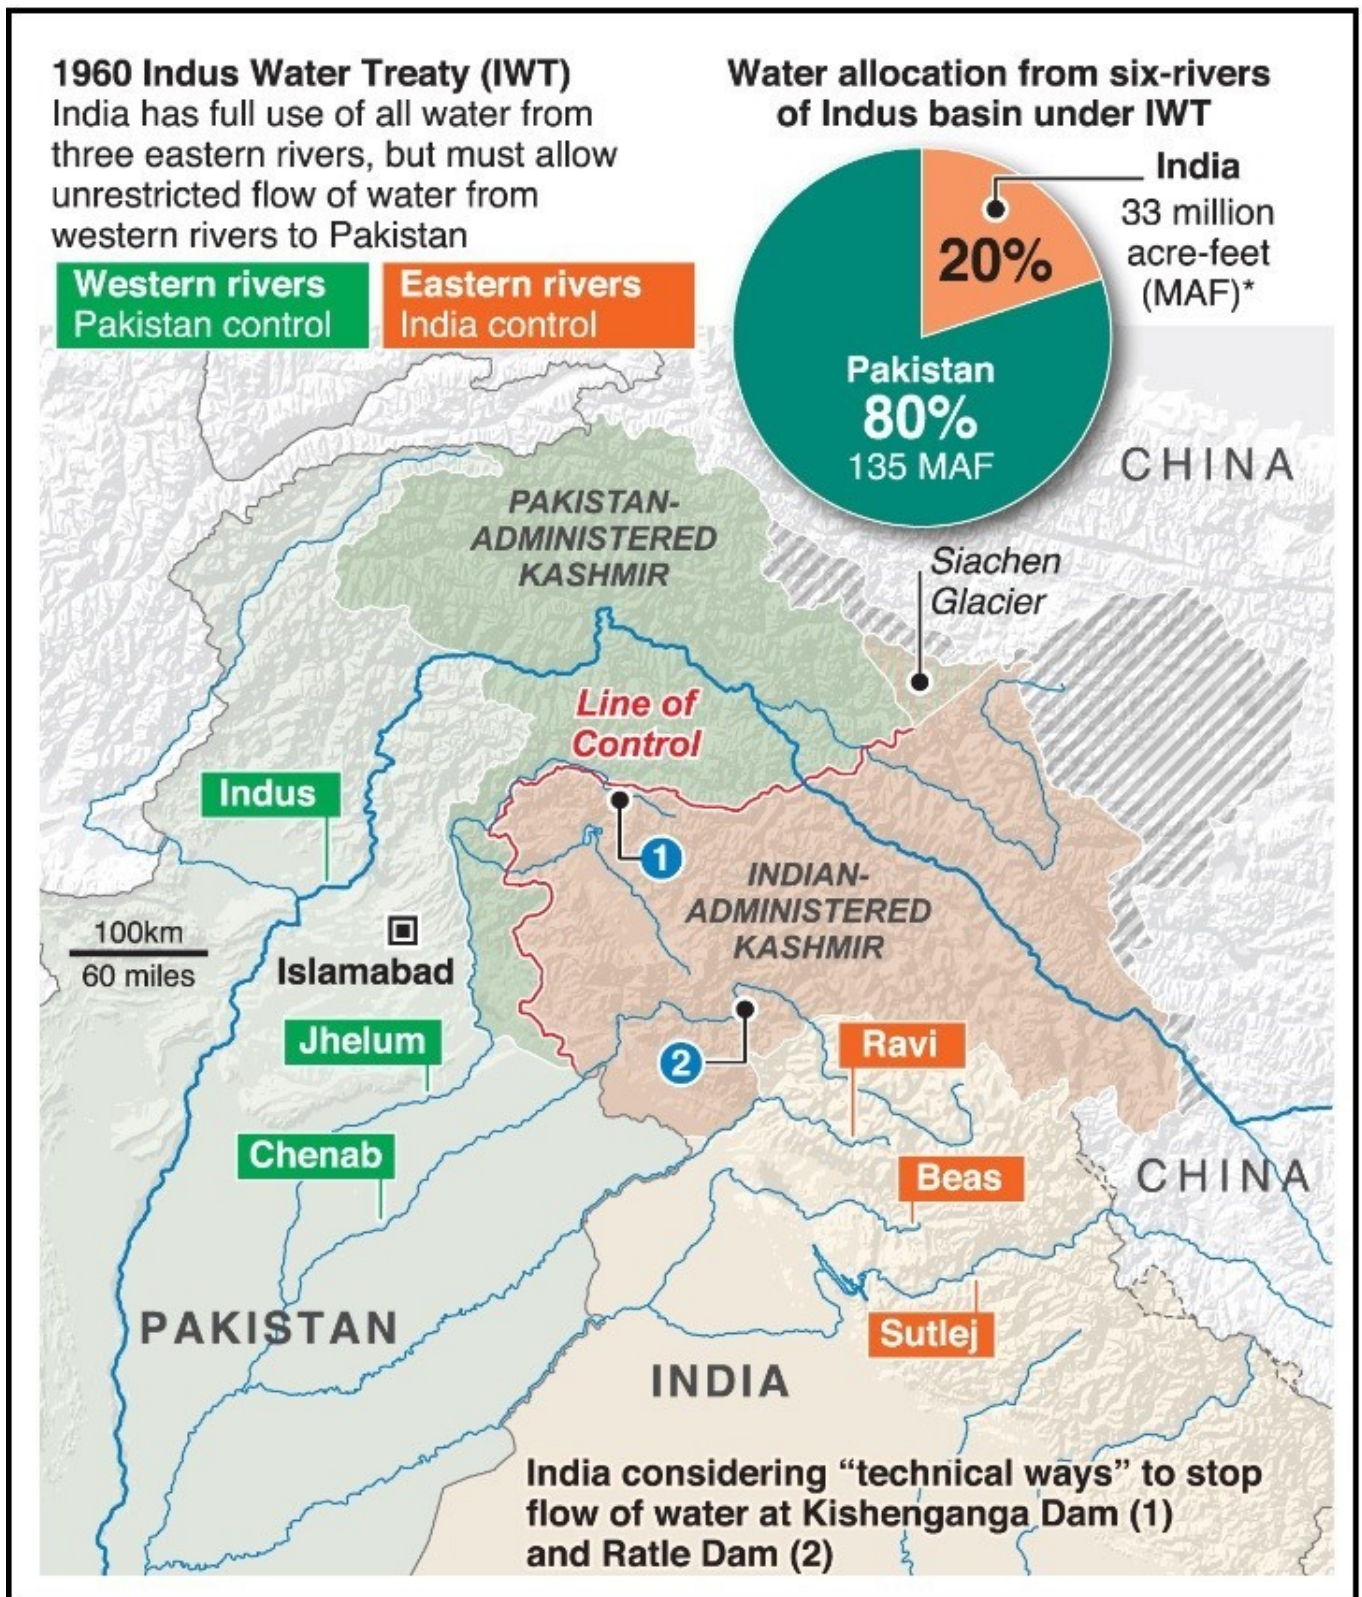 1960 Indus Water Treaty (IWT)
India has full use of all water from
three eastern rivers, but must allow
unrestricted flow of water from
western rivers to Pakistan
Western rivers
Pakistan control
Eastern rivers
India control
Water allocation from six-rivers
of Indus basin under IWT
India
33 million
acre-feet
(MAF)*
20%
Pakistan
80%
135 MAF
CHINA
PAKISTAN-
ADMINISTERED
KASHMIR
Siachen
Glacier
Line of
Control
Indus
1
INDIAN-
ADMINISTERED
KASHMIR
100km
60 miles
Islamabad
Jhelum
2
Ravi
Chenab
Beas
CHINA
PAKISTAN
Sutlej
INDIA
India considering “technical ways” to stop
flow of water at Kishenganga Dam (1)
and Ratle Dam (2)